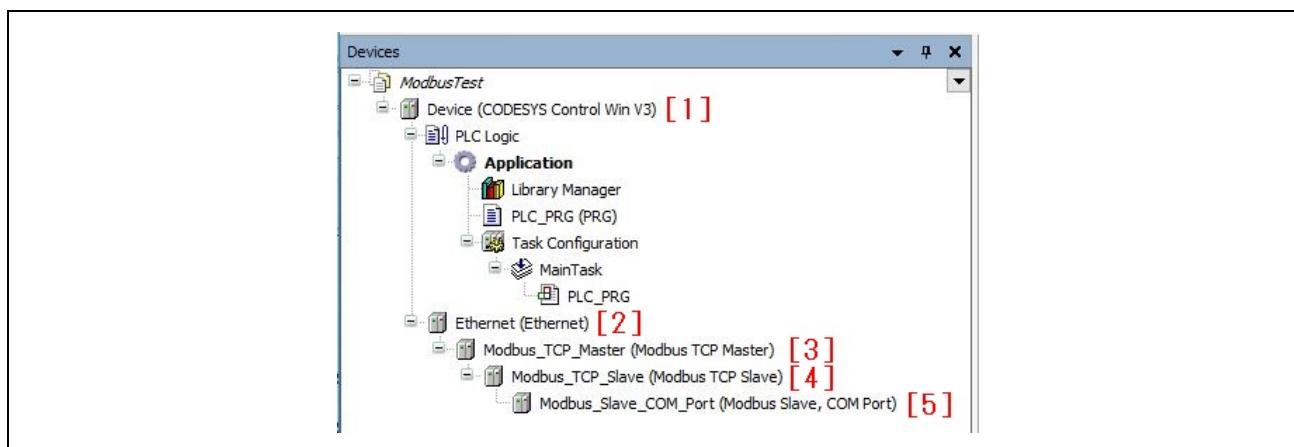 Devices
ModbusTest
Device (CODESYS Control Win V3) [1]
PLC Logic
Application
Library Manager
PLC_PRG (PRG)
Task Configuration
MainTask
PLC_PRG
Ethernet (Ethernet) [2]
Modbus_TCP_Master (Modbus TCP Master) [3]
Modbus_TCP_Slave (Modbus TCP Slave) [4]
Modbus_Slave_COM_Port (Modbus Slave, COM Port) [5]